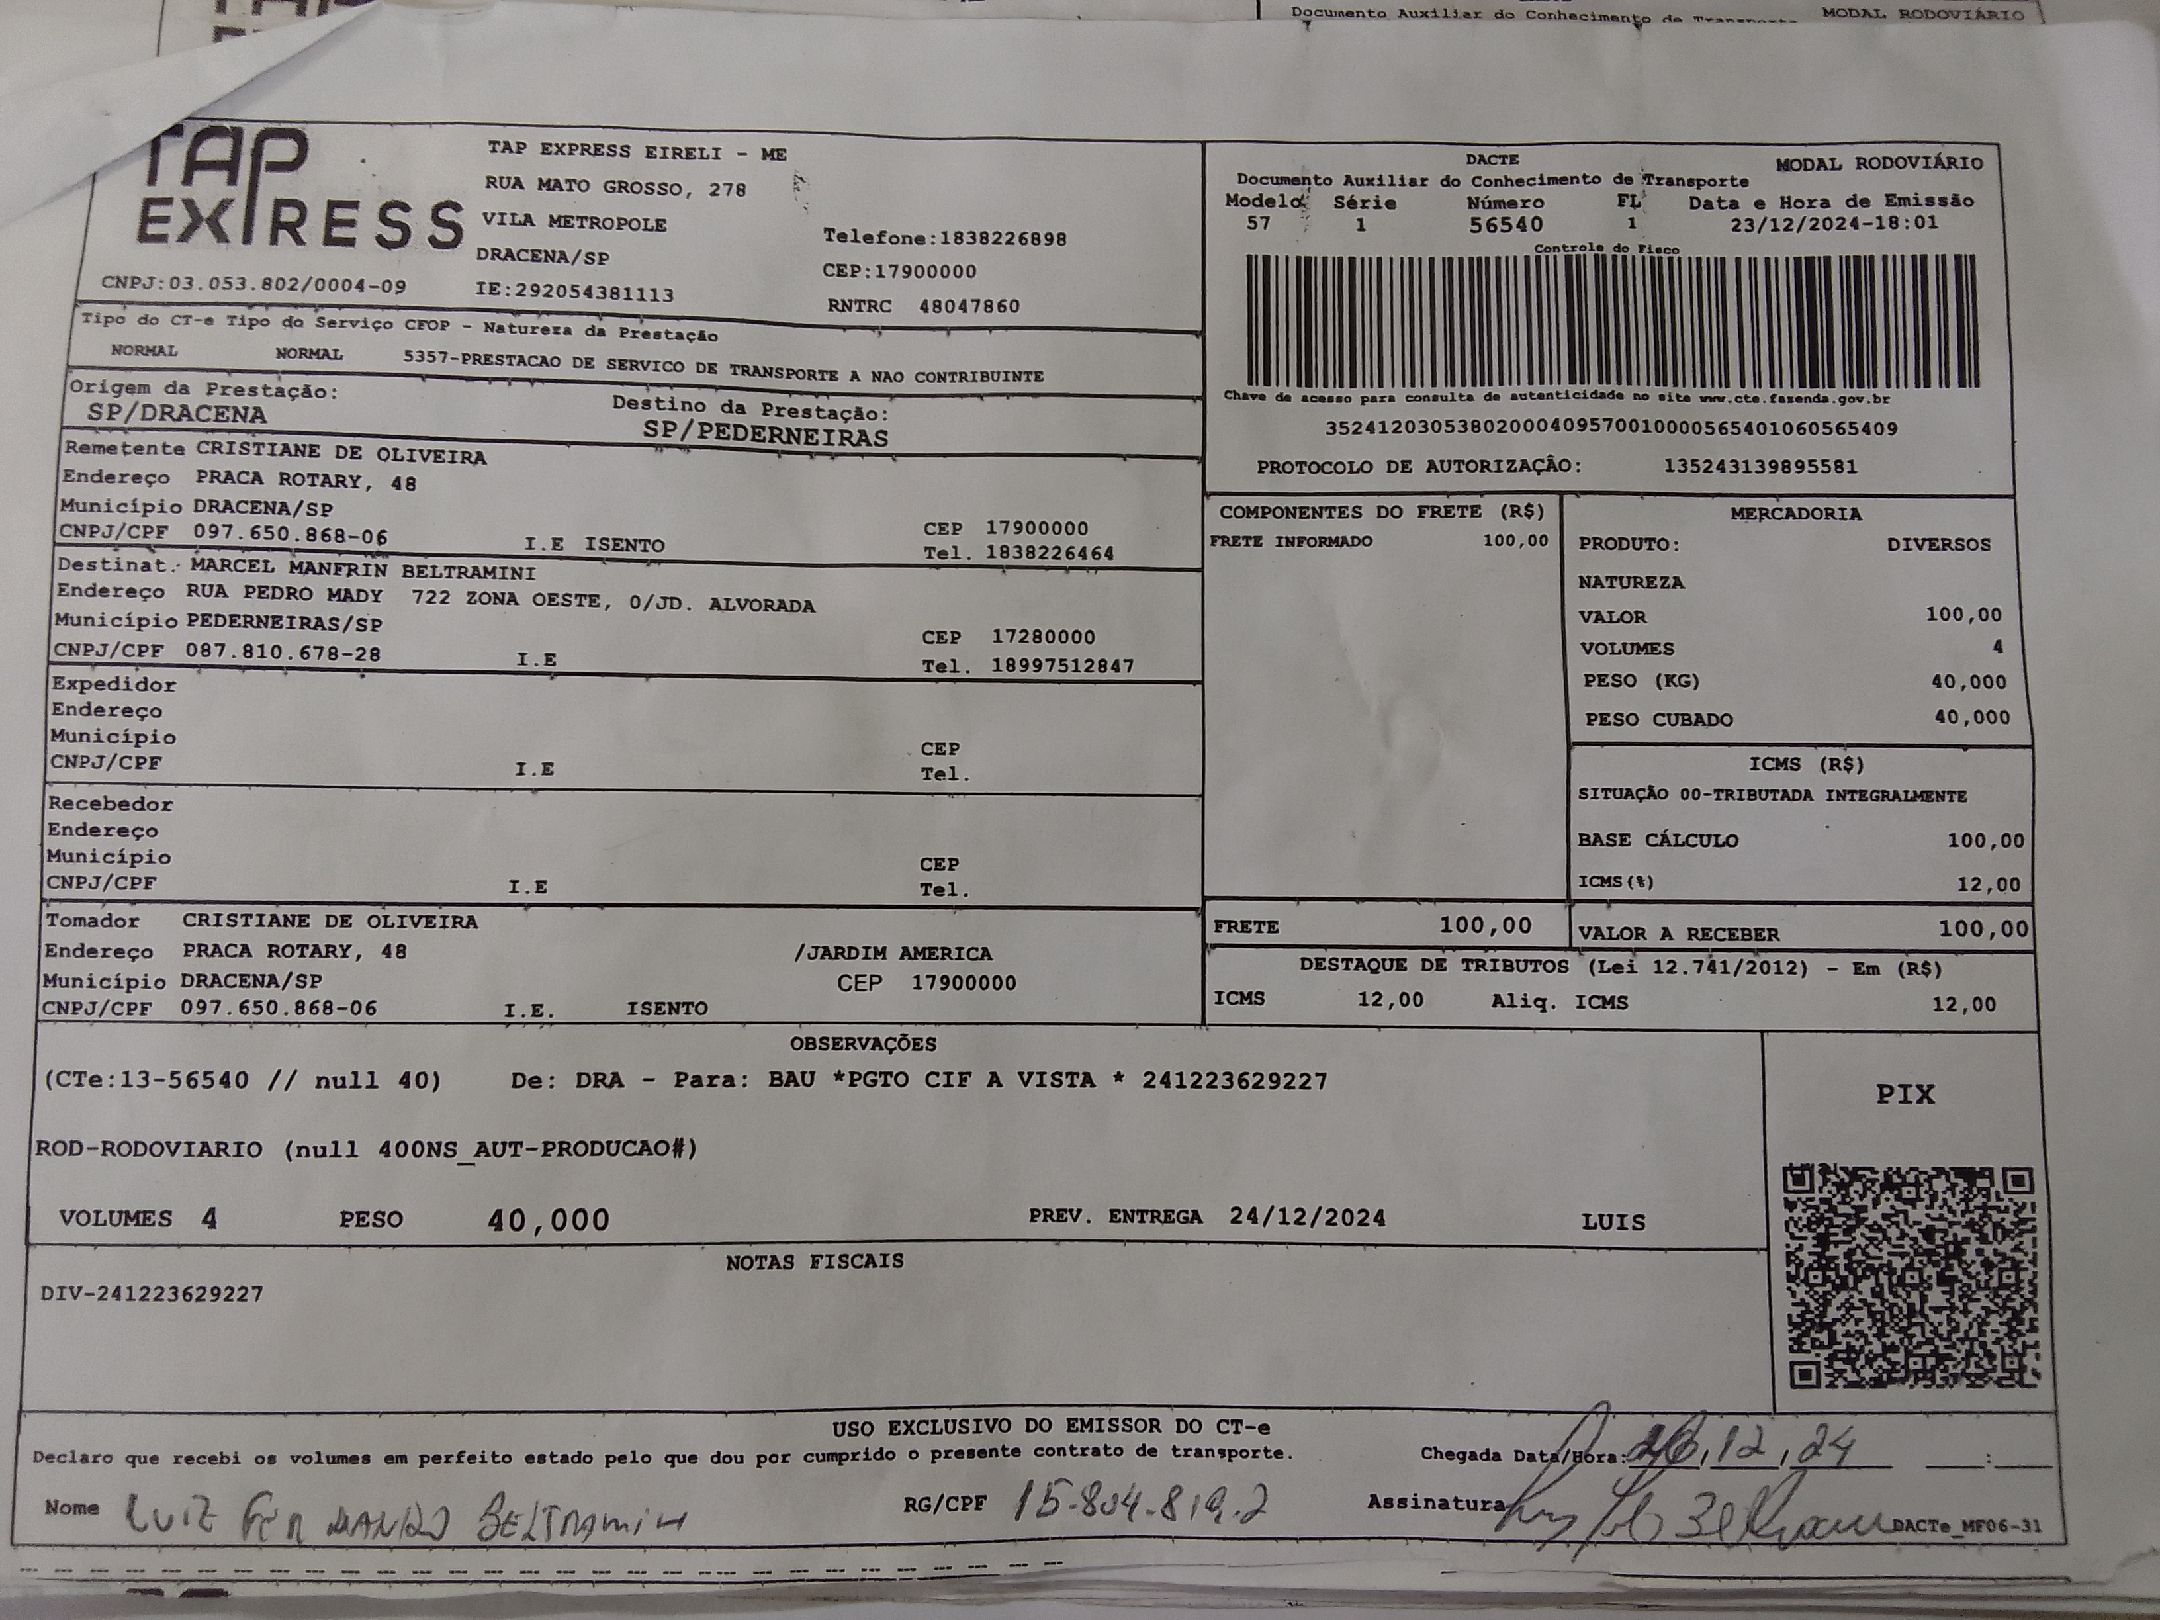 Documento Auxiliar do Conhecimento de Transporte MODAL RODOVIÁRIO
TAP EXPRESS
TAP EXPRESS EIRELI - ME
RUA MATO GROSSO, 278
VILA METROPOLE
DRACENA/SP
IE:292054381113
Telefone:1838226898
CEP:17900000
RNTRC 48047860
CNPJ:03.053.802/0004-09
DACTE MODAL RODOVIÁRIO
Documento Auxiliar do Conhecimento de Transporte
Modelo Série Número FL Data e Hora de Emissão
57 1 56540 1 23/12/2024-18:01
Controle do Fisco
Chave de acesso para consulta de autenticidade no site www.cte.fazenda.gov.br
35241203053802000409570010000565401060565409
PROTOCOLO DE AUTORIZAÇÂO: 135243139895581
Tipo do CT-e Tipo do Serviço CFOP - Natureza da Prestação
NORMAL NORMAL 5357-PRESTACAO DE SERVICO DE TRANSPORTE A NAO CONTRIBUINTE
Origem da Prestação: Destino da Prestação:
SP/DRACENA SP/PEDERNEIRAS
Remetente CRISTIANE DE OLIVEIRA
Endereço PRACA ROTARY, 48
Município DRACENA/SP CEP 17900000
CNPJ/CPF 097.650.868-06 I.E ISENTO Tel. 1838226464
Destinat. MARCEL MANFRIN BELTRAMINI
Endereço RUA PEDRO MADY 722 ZONA OESTE, 0/JD. ALVORADA
Município PEDERNEIRAS/SP CEP 17280000
CNPJ/CPF 087.810.678-28 I.E Tel. 18997512847
Expedidor
Endereço
Município CEP
CNPJ/CPF I.E Tel.
Recebedor
Endereço
Município CEP
CNPJ/CPF I.E Tel.
Tomador CRISTIANE DE OLIVEIRA
Endereço PRACA ROTARY, 48 /JARDIM AMERICA
Município DRACENA/SP CEP 17900000
CNPJ/CPF 097.650.868-06 I.E. ISENTO
COMPONENTES DO FRETE (R$)
FRETE INFORMADO 100,00
MERCADORIA
PRODUTO: DIVERSOS
NATUREZA
VALOR 100,00
VOLUMES 4
PESO (KG) 40,000
PESO CUBADO 40,000
ICMS (R$)
SITUAÇÃO 00-TRIBUTADA INTEGRALMENTE
BASE CÁLCULO 100,00
ICMS(%) 12,00
FRETE 100,00 VALOR A RECEBER 100,00
DESTAQUE DE TRIBUTOS (Lei 12.741/2012) - Em (R$)
ICMS 12,00 Aliq. ICMS 12,00
OBSERVAÇÕES
(CTe:13-56540 // null 40) De: DRA - Para: BAU *PGTO CIF A VISTA * 241223629227
ROD-RODOVIARIO (null 400NS_AUT-PRODUCAO#)
VOLUMES 4 PESO 40,000 PREV. ENTREGA 24/12/2024 LUIS
PIX
NOTAS FISCAIS
DIV-241223629227
USO EXCLUSIVO DO EMISSOR DO CT-e
Declaro que recebi os volumes em perfeito estado pelo que dou por cumprido o presente contrato de transporte. Chegada Data/Hora: 26,12,24 :
Nome LUIZ FERNANDO BELTRAMINI RG/CPF 15.804.819.2 Assinatura DACTe_MF06-31